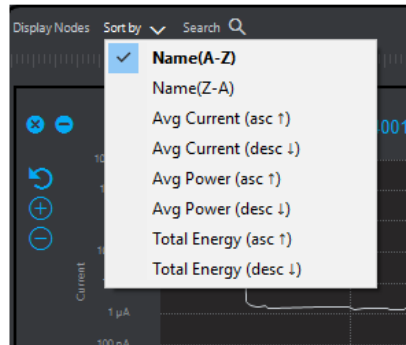 Display Nodes Sort by Search
Name(A-Z)
Name(Z-A)
Avg Current (asc ↑)
Avg Current (desc ↓)
Avg Power (asc ↑)
Avg Power (desc ↓)
Total Energy (asc ↑)
Total Energy (desc ↓)
4001
Current
1 µA
100 nA